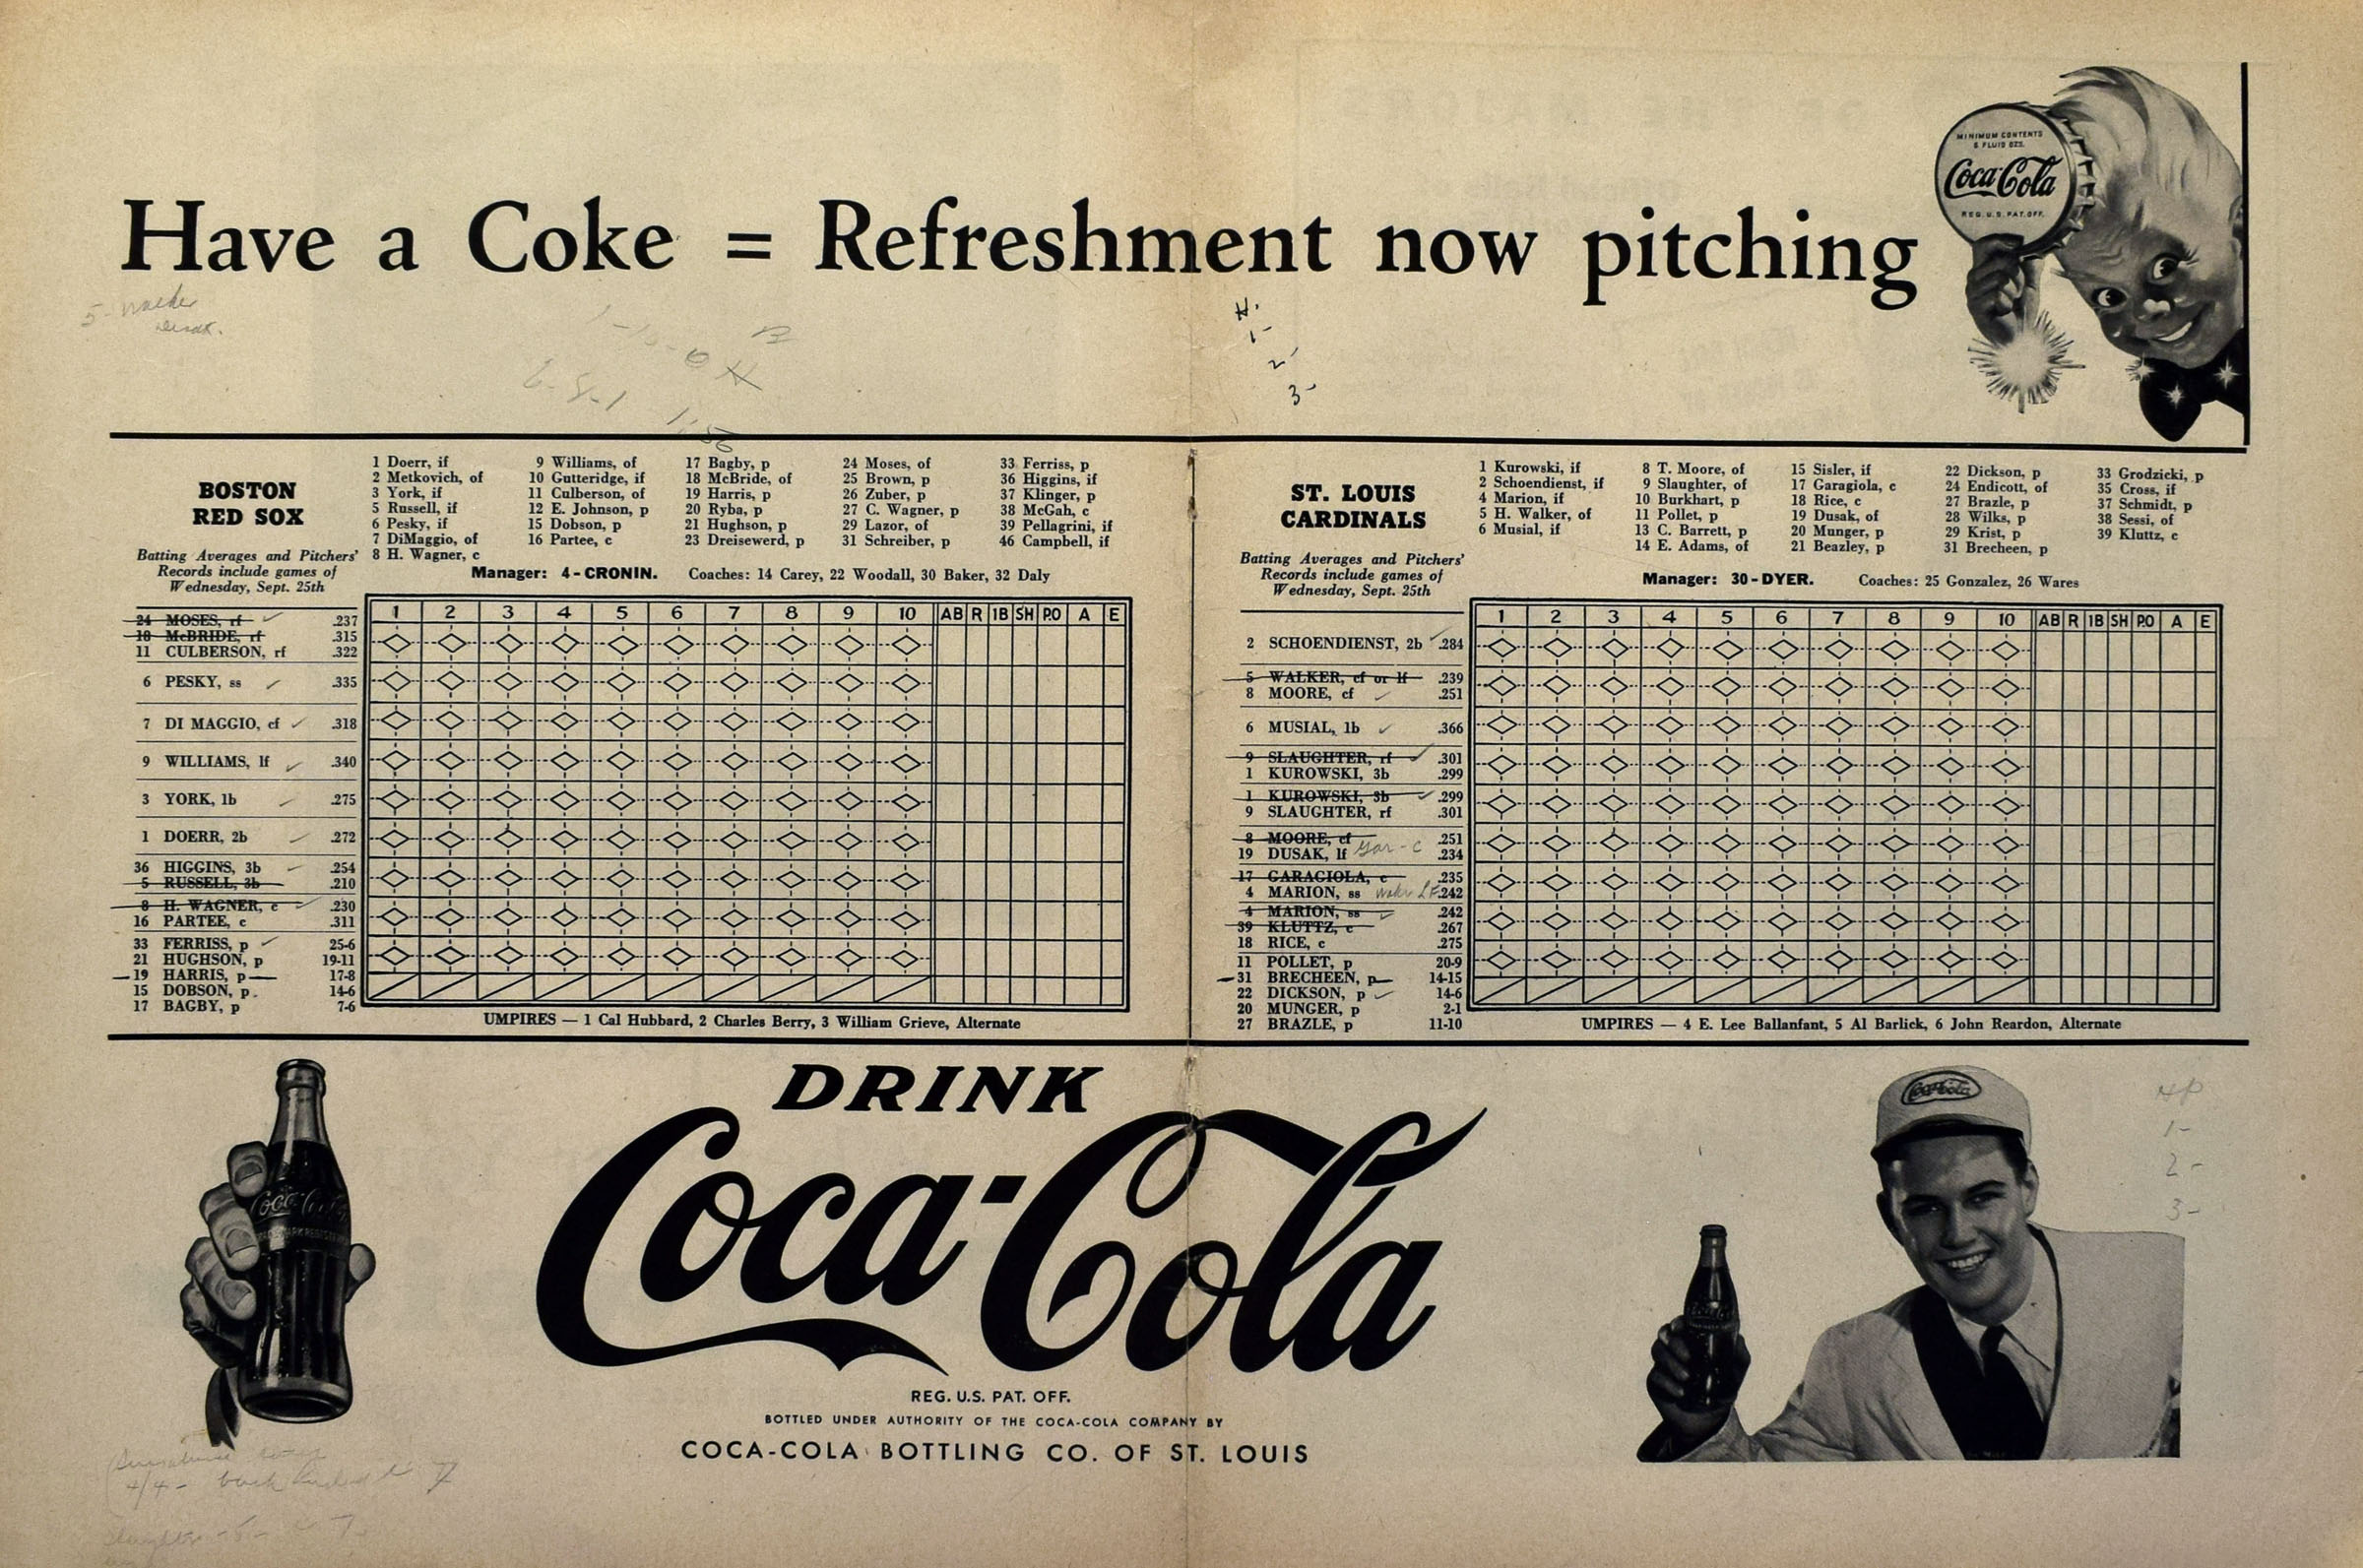 MINIMUM CONTENTS
6 FLUID OZS.
Coca-Cola
REG. U.S. PAT. OFF.
Have a Coke = Refreshment now pitching
5- Walker
H.
1-
2-
3-
BOSTON
RED SOX
Batting Averages and Pitchers'
Records include games of
Wednesday, Sept. 25th
1 Doerr, if
2 Metkovich, of
3 York, if
5 Russell, if
6 Pesky, if
7 DiMaggio, of
8 H. Wagner, c
9 Williams, of
10 Gutteridge, if
11 Culberson, of
12 E. Johnson, p
15 Dobson, p
16 Partee, c
17 Bagby, p
18 McBride, of
19 Harris, p
20 Ryba, p
21 Hughson, p
23 Dreisewerd, p
24 Moses, of
25 Brown, p
26 Zuber, p
27 C. Wagner, p
29 Lazor, of
31 Schreiber, p
33 Ferriss, p
36 Higgins, if
37 Klinger, p
38 McGah, c
39 Pellagrini, if
46 Campbell, if
Manager: 4-CRONIN. Coaches: 14 Carey, 22 Woodall, 30 Baker, 32 Daly
1 2 3 4 5 6 7 8 9 10 AB R 1B SH P.O A E
24 MOSES, rf .237
18 McBRIDE, rf .315
11 CULBERSON, rf .322
6 PESKY, ss .335
7 DI MAGGIO, cf .318
9 WILLIAMS, lf .340
3 YORK, 1b .275
1 DOERR, 2b .272
36 HIGGINS, 3b .254
5 RUSSELL, 3b .210
8 H. WAGNER, c .230
16 PARTEE, c .311
33 FERRISS, p 25-6
21 HUGHSON, p 19-11
19 HARRIS, p 17-8
15 DOBSON, p 14-6
17 BAGBY, p 7-6
UMPIRES — 1 Cal Hubbard, 2 Charles Berry, 3 William Grieve, Alternate
ST. LOUIS
CARDINALS
Batting Averages and Pitchers'
Records include games of
Wednesday, Sept. 25th
1 Kurowski, if
2 Schoendienst, if
4 Marion, if
5 H. Walker, of
6 Musial, if
8 T. Moore, of
9 Slaughter, of
10 Burkhart, p
11 Pollet, p
13 C. Barrett, p
14 E. Adams, of
15 Sisler, if
17 Garagiola, c
18 Rice, c
19 Dusak, of
20 Munger, p
21 Beazley, p
22 Dickson, p
24 Endicott, of
27 Brazle, p
28 Wilks, p
29 Krist, p
31 Brecheen, p
33 Grodzicki, p
35 Cross, if
37 Schmidt, p
38 Sessi, of
39 Kluttz, c
Manager: 30-DYER. Coaches: 25 Gonzalez, 26 Wares
1 2 3 4 5 6 7 8 9 10 AB R 1B SH P.O A E
2 SCHOENDIENST, 2b .284
5 WALKER, cf or lf .239
8 MOORE, cf .251
6 MUSIAL, 1b .366
9 SLAUGHTER, rf .301
1 KUROWSKI, 3b .299
1 KUROWSKI, 3b .299
9 SLAUGHTER, rf .301
8 MOORE, cf .251
19 DUSAK, lf Gar - c .234
17 GARAGIOLA, c .235
4 MARION, ss Walker LF .242
4 MARION, ss .242
39 KLUTTZ, c .267
18 RICE, c .275
11 POLLET, p 20-9
31 BRECHEEN, p 14-15
22 DICKSON, p 14-6
20 MUNGER, p 2-1
27 BRAZLE, p 11-10
UMPIRES — 4 E. Lee Ballanfant, 5 Al Barlick, 6 John Reardon, Alternate
DRINK
Coca-Cola
REG. U.S. PAT. OFF.
BOTTLED UNDER AUTHORITY OF THE COCA-COLA COMPANY BY
COCA-COLA BOTTLING CO. OF ST. LOUIS
Coca-Cola
Coca-Cola
HP
1-
2-
3-